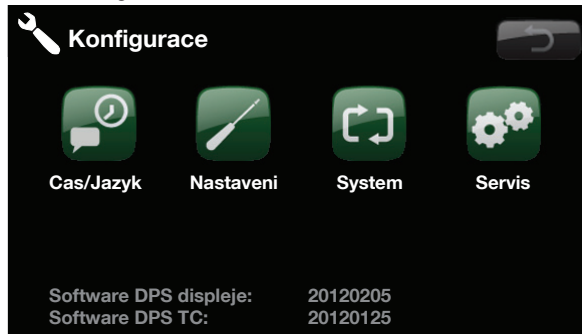 Konfigurace
Cas/Jazyk Nastaveni System Servis
Software DPS displeje: 20120205
Software DPS TC: 20120125